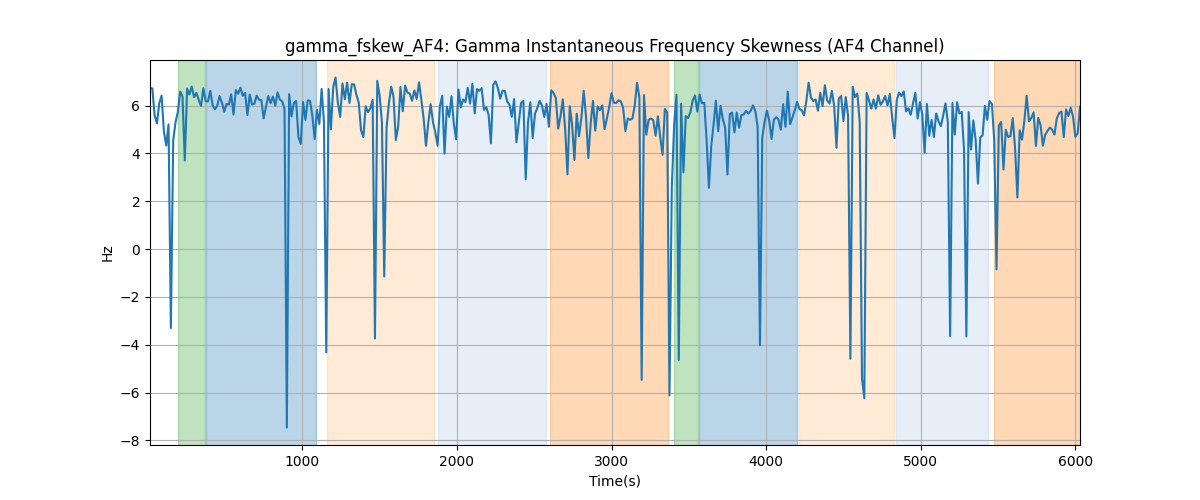 gamma_fskew_AF4: Gamma Instantaneous Frequency Skewness (AF4 Channel)
6
4
2
0
−2
−4
−6
−8
Hz
1000 2000 3000 4000 5000 6000
Time(s)